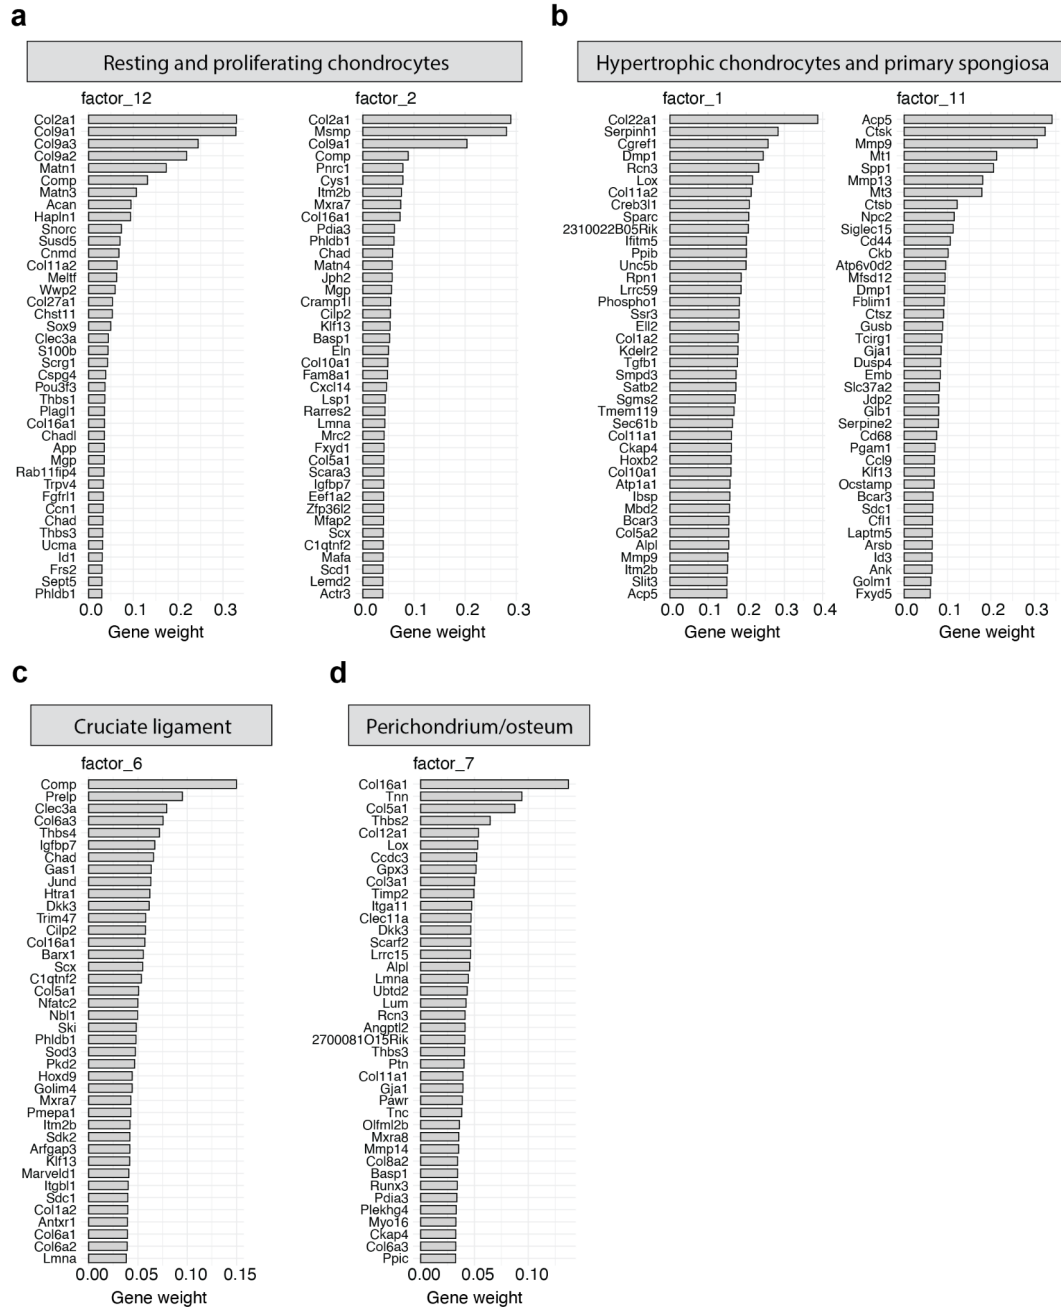 a
Resting and proliferating chondrocytes
factor_12
Col2a1
Col9a1
Col9a3
Col9a2
Matn1
Comp
Matn3
Acan
Hapln1
Snorc
Susd5
Cnmd
Col11a2
Meltf
Wwp2
Col27a1
Chst11
Sox9
Clec3a
S100b
Scrg1
Cspg4
Pou3f3
Thbs1
Plagl1
Col16a1
Chadl
App
Mgp
Rab11fip4
Trpv4
Fgfrl1
Ccn1
Chad
Thbs3
Ucma
Id1
Frs2
Sept5
Phldb1
0.0 0.1 0.2 0.3
Gene weight
factor_2
Col2a1
Msmp
Col9a1
Comp
Pnrc1
Cys1
Itm2b
Mxra7
Col16a1
Pdia3
Phldb1
Chad
Matn4
Jph2
Mgp
Cramp1l
Cilp2
Klf13
Basp1
Eln
Col10a1
Fam8a1
Cxcl14
Lsp1
Rarres2
Lmna
Mrc2
Fxyd1
Col5a1
Scara3
Igfbp7
Eef1a2
Zfp36l2
Mfap2
Scx
C1qtnf2
Mafa
Scd1
Lemd2
Actr3
0.0 0.1 0.2 0.3
Gene weight
b
Hypertrophic chondrocytes and primary spongiosa
factor_1
Col22a1
Serpinh1
Cgref1
Dmp1
Rcn3
Lox
Col11a2
Creb3l1
Sparc
2310022B05Rik
Ifitm5
Ppib
Unc5b
Rpn1
Lrrc59
Phospho1
Ssr3
Ell2
Col1a2
Kdelr2
Tgfb1
Smpd3
Satb2
Sgms2
Tmem119
Sec61b
Col11a1
Ckap4
Hoxb2
Col10a1
Atp1a1
Ibsp
Mbd2
Bcar3
Col5a2
Alpl
Mmp9
Itm2b
Slit3
Acp5
0.0 0.1 0.2 0.3 0.4
Gene weight
factor_11
Acp5
Ctsk
Mmp9
Mt1
Spp1
Mmp13
Mt3
Ctsb
Npc2
Siglec15
Cd44
Ckb
Atp6v0d2
Mfsd12
Dmp1
Fblim1
Ctsz
Gusb
Tcirg1
Gja1
Dusp4
Emb
Slc37a2
Jdp2
Glb1
Serpine2
Cd68
Pgam1
Ccl9
Klf13
Ocstamp
Bcar3
Sdc1
Cfl1
Laptm5
Arsb
Id3
Ank
Golm1
Fxyd5
0.0 0.1 0.2 0.3
Gene weight
c
Cruciate ligament
factor_6
Comp
Prelp
Clec3a
Col6a3
Thbs4
Igfbp7
Chad
Gas1
Jund
Htra1
Dkk3
Trim47
Cilp2
Col16a1
Barx1
Scx
C1qtnf2
Col5a1
Nfatc2
Nbl1
Ski
Phldb1
Sod3
Pkd2
Hoxd9
Golim4
Mxra7
Pmepa1
Itm2b
Sdk2
Arfgap3
Klf13
Marveld1
Itgbl1
Sdc1
Col1a2
Antxr1
Col6a1
Col6a2
Lmna
0.00 0.05 0.10 0.15
Gene weight
d
Perichondrium/osteum
factor_7
Col16a1
Tnn
Col5a1
Thbs2
Col12a1
Lox
Ccdc3
Gpx3
Col3a1
Timp2
Itga11
Clec11a
Dkk3
Scarf2
Lrrc15
Alpl
Lmna
Ubtd2
Lum
Rcn3
Angptl2
2700081O15Rik
Thbs3
Ptn
Col11a1
Gja1
Pawr
Tnc
Olfml2b
Mxra8
Mmp14
Col8a2
Basp1
Runx3
Pdia3
Plekhg4
Myo16
Ckap4
Col6a3
Ppic
0.00 0.05 0.10
Gene weight